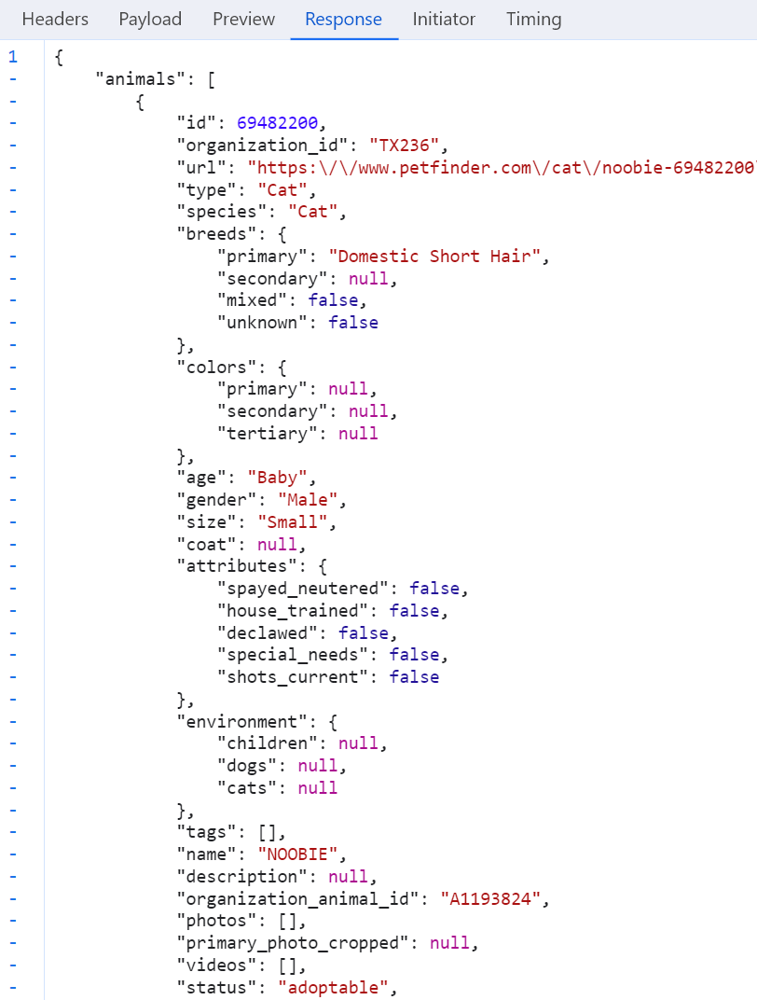 Headers Payload Preview Response Initiator Timing
1 {
- "animals": [
- {
- "id": 69482200,
- "organization_id": "TX236",
- "url": "https:\/\/www.petfinder.com\/cat\/noobie-69482200
- "type": "Cat",
- "species": "Cat",
- "breeds": {
- "primary": "Domestic Short Hair",
- "secondary": null,
- "mixed": false,
- "unknown": false
- },
- "colors": {
- "primary": null,
- "secondary": null,
- "tertiary": null
- },
- "age": "Baby",
- "gender": "Male",
- "size": "Small",
- "coat": null,
- "attributes": {
- "spayed_neutered": false,
- "house_trained": false,
- "declawed": false,
- "special_needs": false,
- "shots_current": false
- },
- "environment": {
- "children": null,
- "dogs": null,
- "cats": null
- },
- "tags": [],
- "name": "NOOBIE",
- "description": null,
- "organization_animal_id": "A1193824",
- "photos": [],
- "primary_photo_cropped": null,
- "videos": [],
- "status": "adoptable",